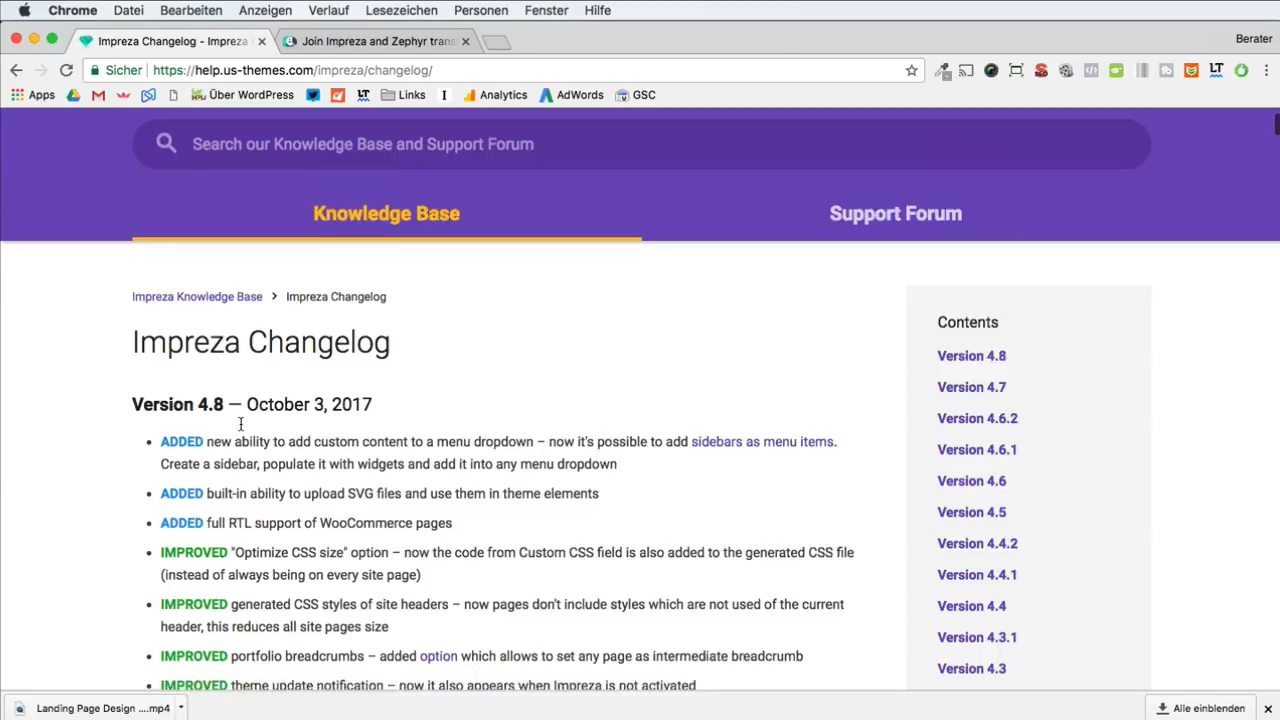 Chrome Datei Bearbeiten Anzeigen Verlauf Lesezeichen Personen Fenster Hilfe
Impreza Changelog - Impreza Join Impreza and Zephyr trans Berater
Sicher https://help.us-themes.com/impreza/changelog/
Apps Über WordPress LT Links I Analytics AdWords GSC
Search our Knowledge Base and Support Forum
Knowledge Base Support Forum
Impreza Knowledge Base > Impreza Changelog
Impreza Changelog
Version 4.8 — October 3, 2017
• ADDED new ability to add custom content to a menu dropdown – now it's possible to add sidebars as menu items.
Create a sidebar, populate it with widgets and add it into any menu dropdown
• ADDED built-in ability to upload SVG files and use them in theme elements
• ADDED full RTL support of WooCommerce pages
• IMPROVED "Optimize CSS size" option – now the code from Custom CSS field is also added to the generated CSS file
(instead of always being on every site page)
• IMPROVED generated CSS styles of site headers – now pages don't include styles which are not used of the current
header, this reduces all site pages size
• IMPROVED portfolio breadcrumbs – added option which allows to set any page as intermediate breadcrumb
• IMPROVED theme update notification – now it also appears when Impreza is not activated
Contents
Version 4.8
Version 4.7
Version 4.6.2
Version 4.6.1
Version 4.6
Version 4.5
Version 4.4.2
Version 4.4.1
Version 4.4
Version 4.3.1
Version 4.3
Landing Page Design ....mp4 Alle einblenden